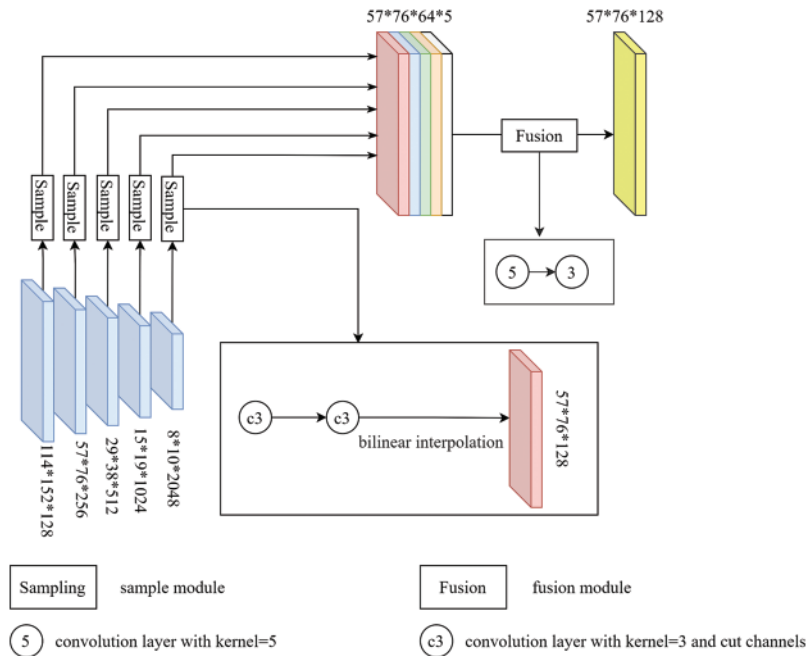 57*76*64*5
57*76*128
Fusion
Sample
Sample
Sample
Sample
Sample
5
3
c3
c3
bilinear interpolation
57*76*128
114*152*128
57*76*256
29*38*512
15*19*1024
8*10*2048
Sampling
sample module
Fusion
fusion module
5
convolution layer with kernel=5
c3
convolution layer with kernel=3 and cut channels